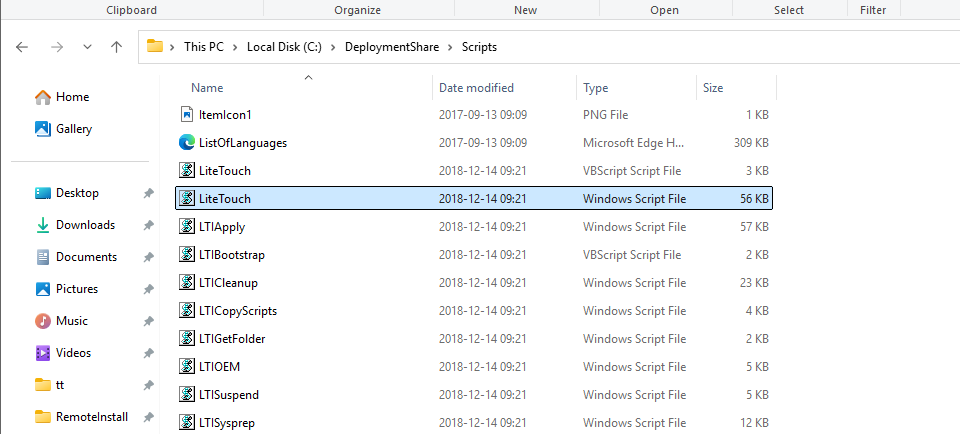 Clipboard Organize New Open Select Filter
This PC Local Disk (C:) DeploymentShare Scripts
Name Date modified Type Size
Home
Gallery
Desktop
Downloads
Documents
Pictures
Music
Videos
tt
RemoteInstall
ItemIcon1 2017-09-13 09:09 PNG File 1 KB
ListOfLanguages 2017-09-13 09:09 Microsoft Edge H... 309 KB
LiteTouch 2018-12-14 09:21 VBScript Script File 3 KB
LiteTouch 2018-12-14 09:21 Windows Script File 56 KB
LTIApply 2018-12-14 09:21 Windows Script File 57 KB
LTIBootstrap 2018-12-14 09:21 VBScript Script File 2 KB
LTICleanup 2018-12-14 09:21 Windows Script File 23 KB
LTICopyScripts 2018-12-14 09:21 Windows Script File 4 KB
LTIGetFolder 2018-12-14 09:21 Windows Script File 2 KB
LTIOEM 2018-12-14 09:21 Windows Script File 5 KB
LTISuspend 2018-12-14 09:21 Windows Script File 5 KB
LTISysprep 2018-12-14 09:21 Windows Script File 12 KB